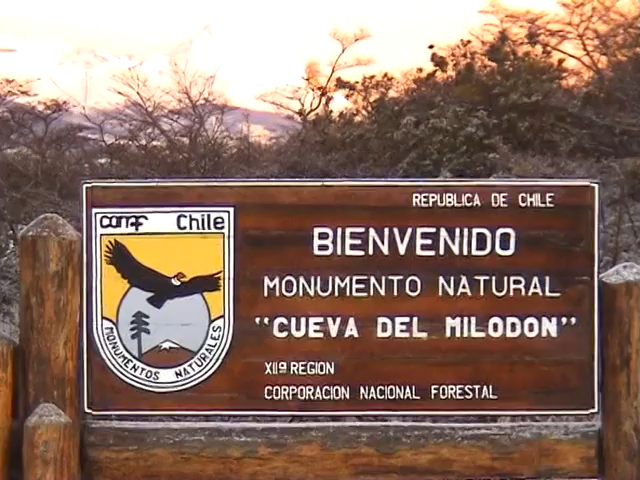 REPUBLICA DE CHILE
conaf Chile
BIENVENIDO
MONUMENTO NATURAL
"CUEVA DEL MILODON"
MONUMENTOS NATURALES
XIIª REGION
CORPORACION NACIONAL FORESTAL